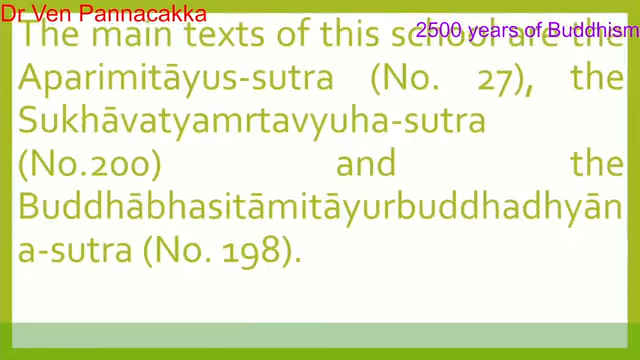 Dr Ven Pannacakka
2500 years of Buddhism
The main texts of this school are the
Aparimitāyus-sutra (No. 27), the
Sukhāvatyamrtavyuha-sutra
(No.200) and the
Buddhābhasitāmitāyurbuddhadhyān
a-sutra (No. 198).